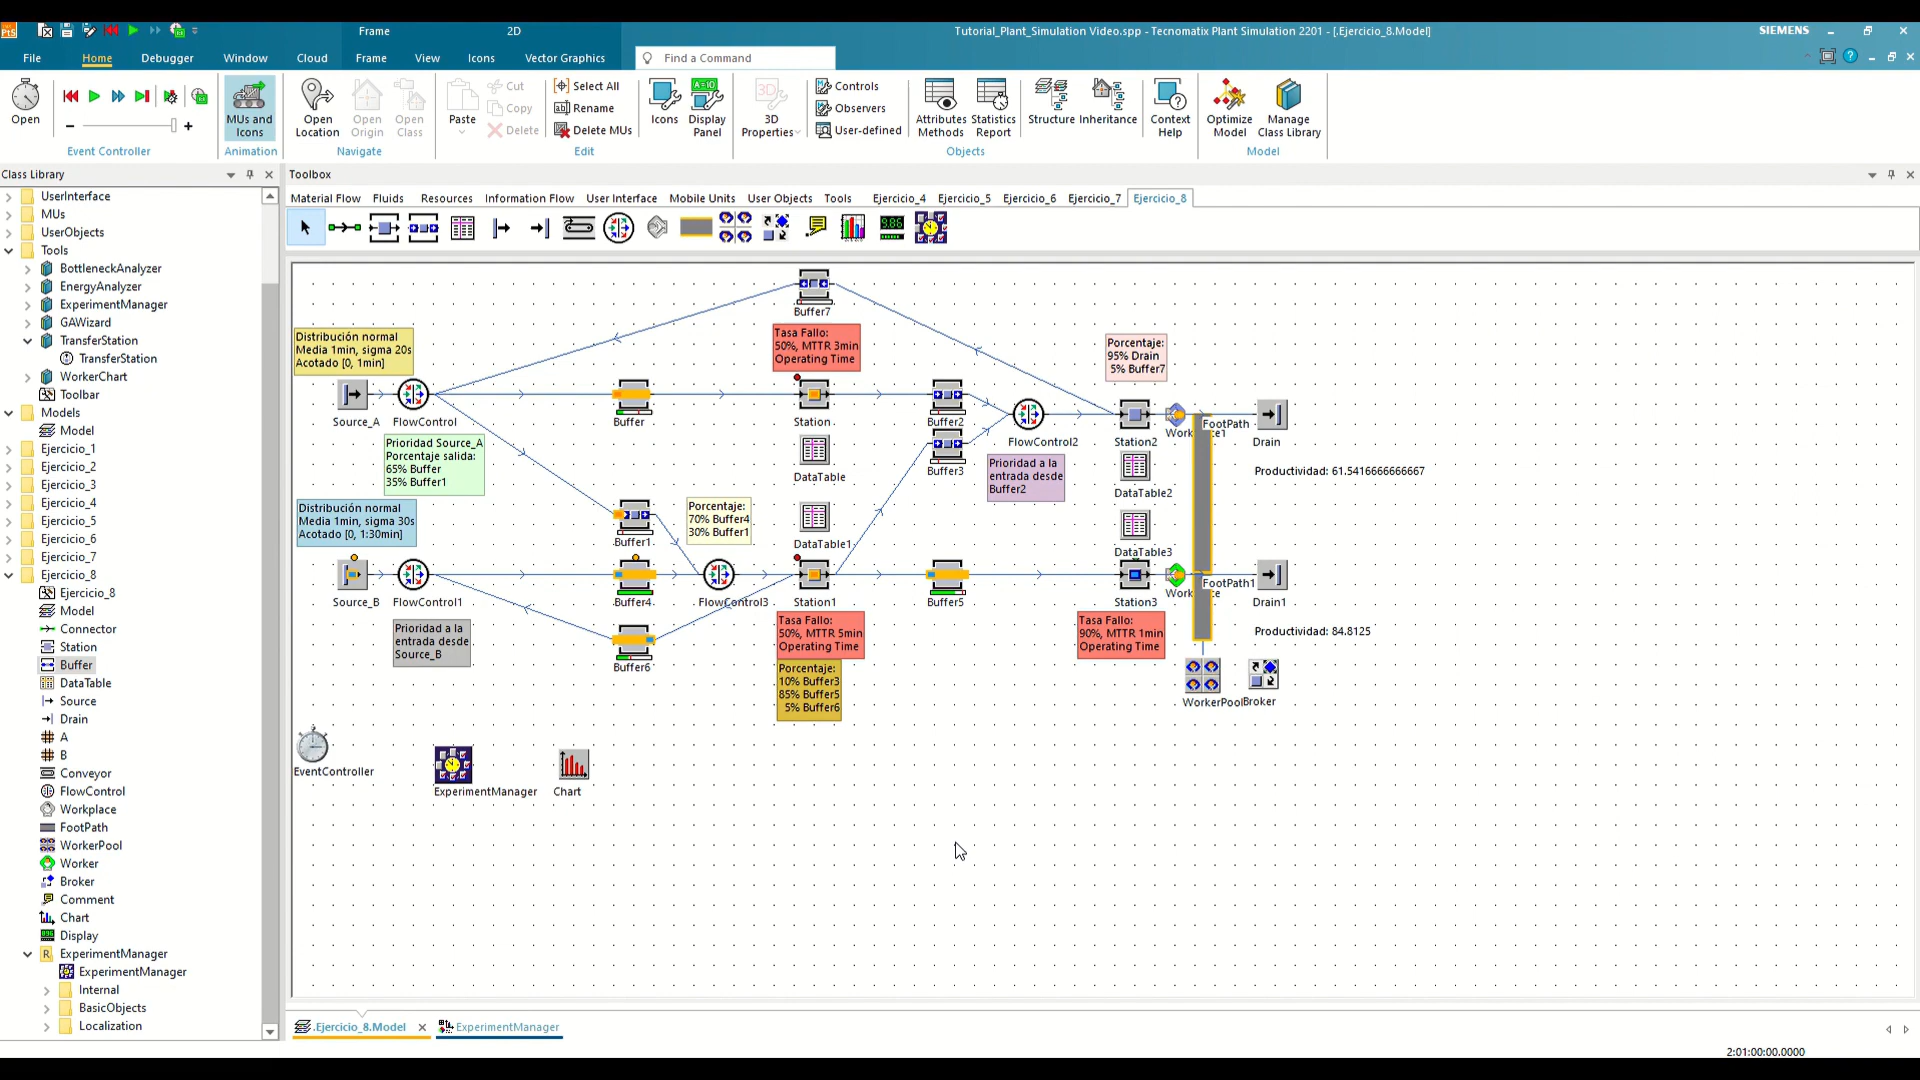 Frame
2D
Tutorial_Plant_Simulation Video.spp - Tecnomatix Plant Simulation 2201 - [.Ejercicio_8.Model]
SIEMENS
File
Home
Debugger
Window
Cloud
Frame
View
Icons
Vector Graphics
Find a Command
Open
Event Controller
MUs and Icons
Animation
Open Location
Open Origin
Open Class
Navigate
Paste
Cut
Copy
Delete
Select All
Rename
Delete MUs
Edit
Icons
Display Panel
3D Properties
Controls
Observers
User-defined
Attributes Methods
Statistics Report
Structure
Inheritance
Objects
Context Help
Optimize Model
Manage Class Library
Model
Class Library
UserInterface
MUs
UserObjects
Tools
BottleneckAnalyzer
EnergyAnalyzer
ExperimentManager
GAWizard
TransferStation
TransferStation
WorkerChart
Toolbar
Models
Model
Ejercicio_1
Ejercicio_2
Ejercicio_3
Ejercicio_4
Ejercicio_5
Ejercicio_6
Ejercicio_7
Ejercicio_8
Ejercicio_8
Model
Connector
Station
Buffer
DataTable
Source
Drain
A
B
Conveyor
FlowControl
Workplace
FootPath
WorkerPool
Worker
Broker
Comment
Chart
Display
ExperimentManager
ExperimentManager
Internal
BasicObjects
Localization
Toolbox
Material Flow
Fluids
Resources
Information Flow
User Interface
Mobile Units
User Objects
Tools
Ejercicio_4
Ejercicio_5
Ejercicio_6
Ejercicio_7
Ejercicio_8
Buffer7
Distribución normal
Media 1min, sigma 20s
Acotado [0, 1min]
Tasa Fallo:
50%, MTTR 3min
Operating Time
Porcentaje:
95% Drain
5% Buffer7
Source_A
FlowControl
Buffer
Station
Buffer2
FlowControl2
Station2
FootPath
Drain
Prioridad Source_A
Porcentaje salida:
65% Buffer
35% Buffer1
DataTable
Buffer3
Prioridad a la
entrada desde
Buffer2
DataTable2
Productividad: 61.5416666666667
Distribución normal
Media 1min, sigma 30s
Acotado [0, 1:30min]
Buffer1
Porcentaje:
70% Buffer4
30% Buffer1
DataTable1
DataTable3
Source_B
FlowControl1
Buffer4
FlowControl3
Station1
Buffer5
Station3
FootPath1
Drain1
Prioridad a la
entrada desde
Source_B
Buffer6
Tasa Fallo:
50%, MTTR 5min
Operating Time
Porcentaje:
10% Buffer3
85% Buffer5
5% Buffer6
Tasa Fallo:
90%, MTTR 1min
Operating Time
Productividad: 84.8125
WorkerPool
Broker
EventController
ExperimentManager
Chart
.Ejercicio_8.Model
ExperimentManager
2:01:00:00.0000